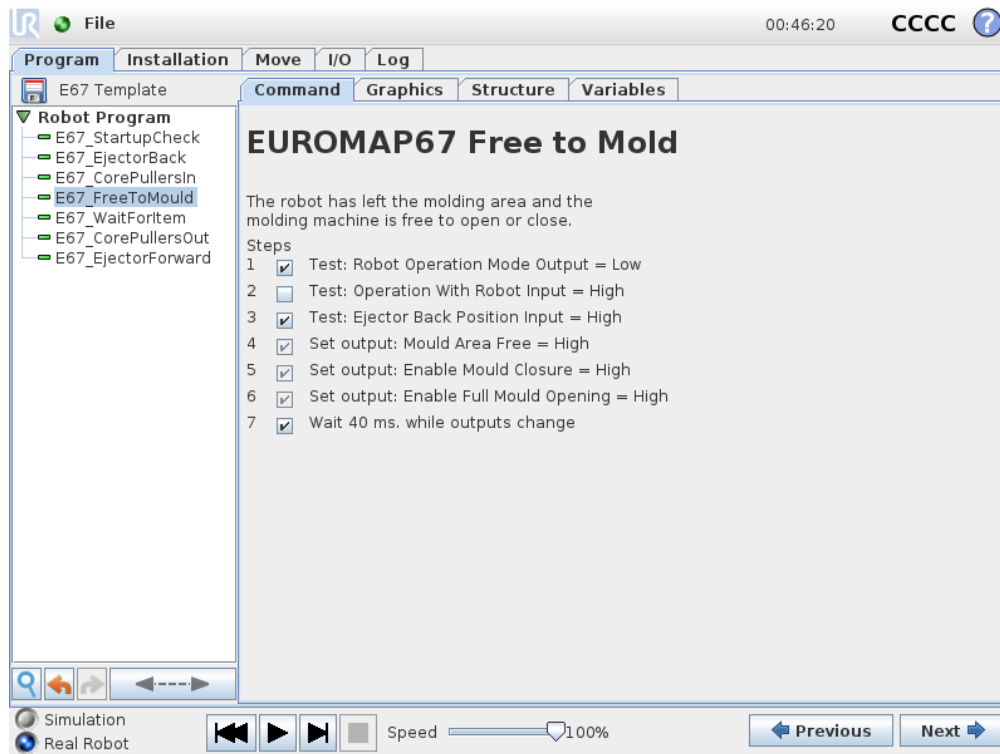 UR File 00:46:20 CCCC ?
Program Installation Move I/O Log
E67 Template Command Graphics Structure Variables
Robot Program
E67_StartupCheck
E67_EjectorBack
E67_CorePullersIn
E67_FreeToMould
E67_WaitForItem
E67_CorePullersOut
E67_EjectorForward
EUROMAP67 Free to Mold
The robot has left the molding area and the
molding machine is free to open or close.
Steps
1 Test: Robot Operation Mode Output = Low
2 Test: Operation With Robot Input = High
3 Test: Ejector Back Position Input = High
4 Set output: Mould Area Free = High
5 Set output: Enable Mould Closure = High
6 Set output: Enable Full Mould Opening = High
7 Wait 40 ms. while outputs change
Simulation
Real Robot
Speed 100% Previous Next